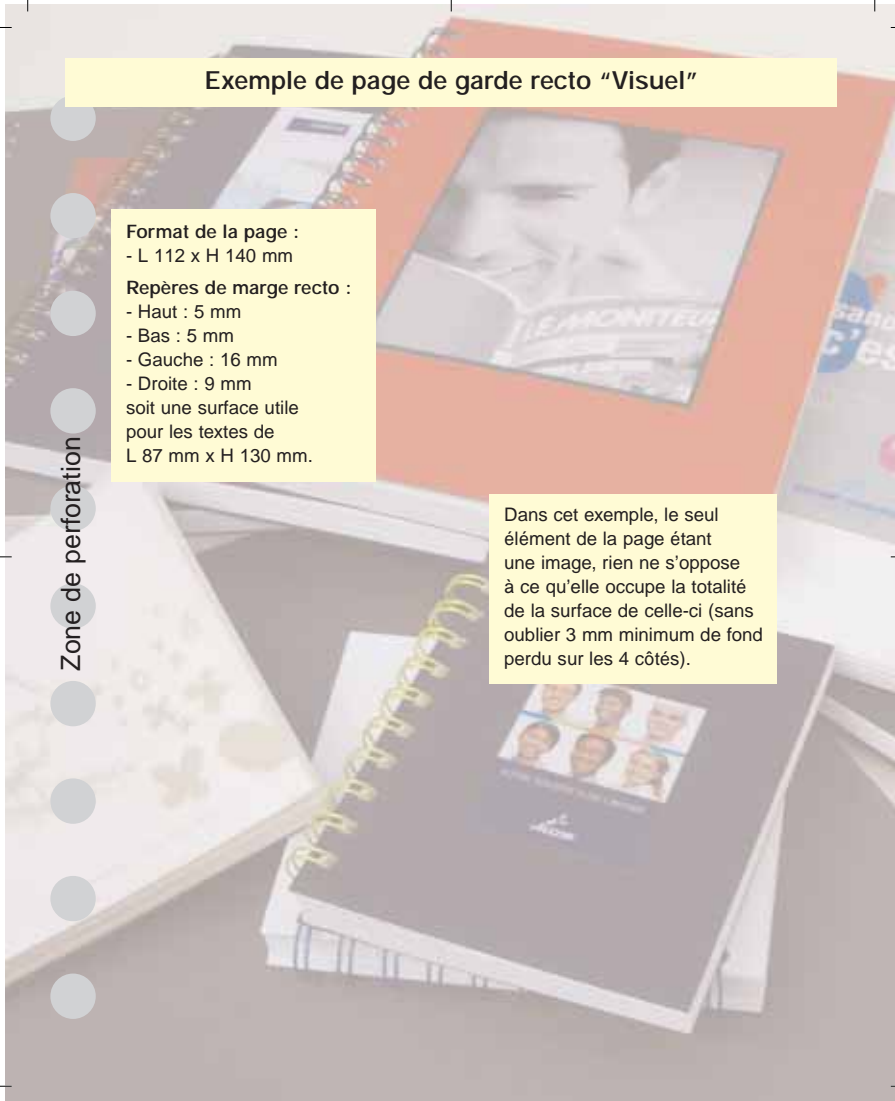 Exemple de page de garde recto “Visuel”
Format de la page :
- L 112 x H 140 mm
Repères de marge recto :
- Haut : 5 mm
- Bas : 5 mm
- Gauche : 16 mm
- Droite : 9 mm
soit une surface utile
pour les textes de
L 87 mm x H 130 mm.
Zone de perforation
Dans cet exemple, le seul
élément de la page étant
une image, rien ne s’oppose
à ce qu’elle occupe la totalité
de la surface de celle-ci (sans
oublier 3 mm minimum de fond
perdu sur les 4 côtés).
LE MONITEUR